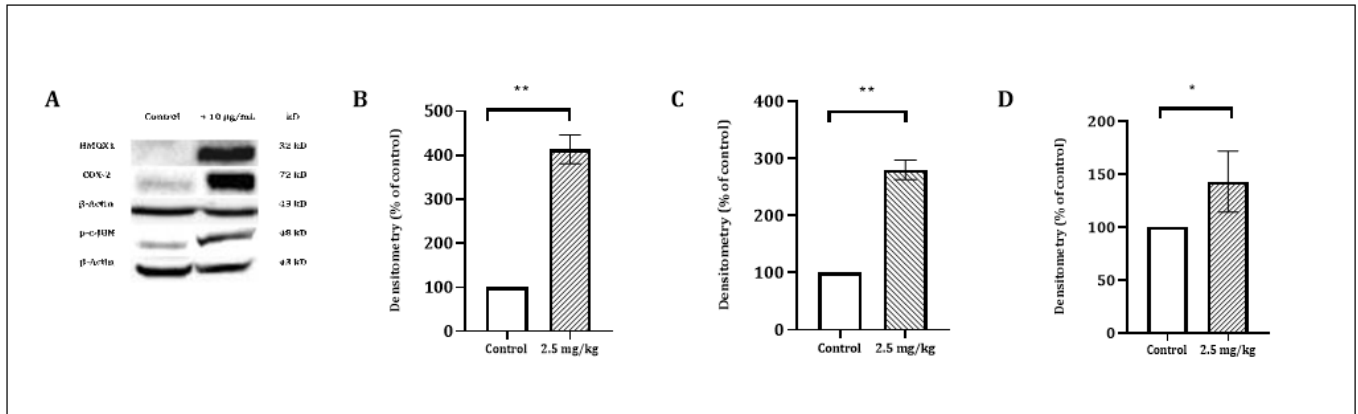 A
Control + 10 µg/mL kD
HMOX1 32 kD
COX-2 72 kD
β-Actin 43 kD
p-c-JUN 48 kD
β-Actin 43 kD
B
**
Densitometry (% of control)
500
400
300
200
100
0
Control 2.5 mg/kg
C
**
Densitometry (% of control)
400
300
200
100
0
Control 2.5 mg/kg
D
*
Densitometry (% of control)
200
150
100
50
0
Control 2.5 mg/kg